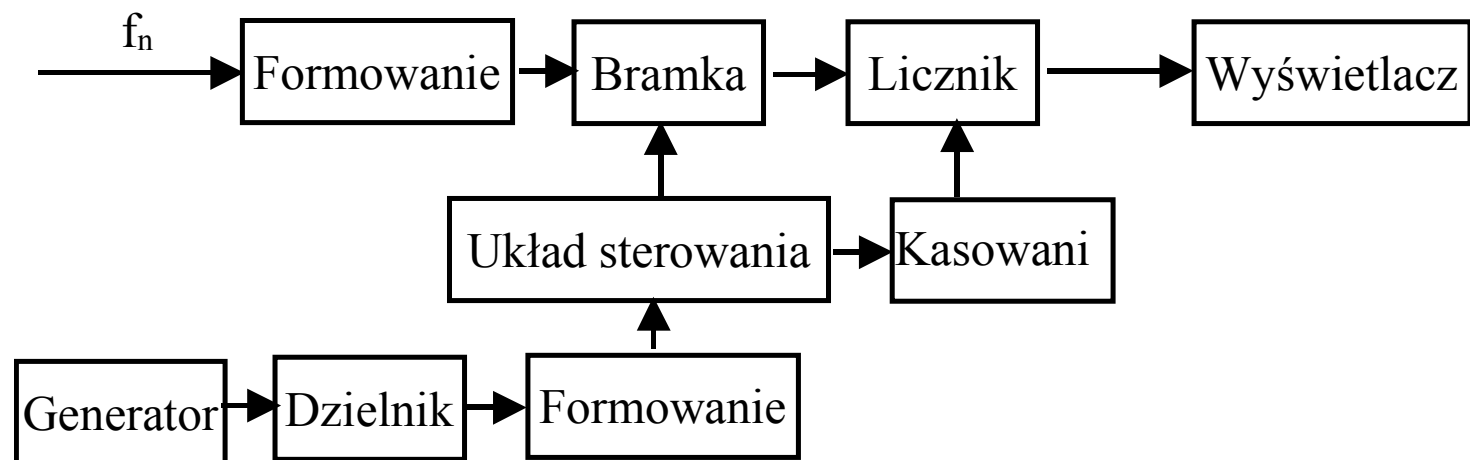 fₙ
Formowanie
Bramka
Licznik
Wyświetlacz
Układ sterowania
Kasowani
Generator
Dzielnik
Formowanie